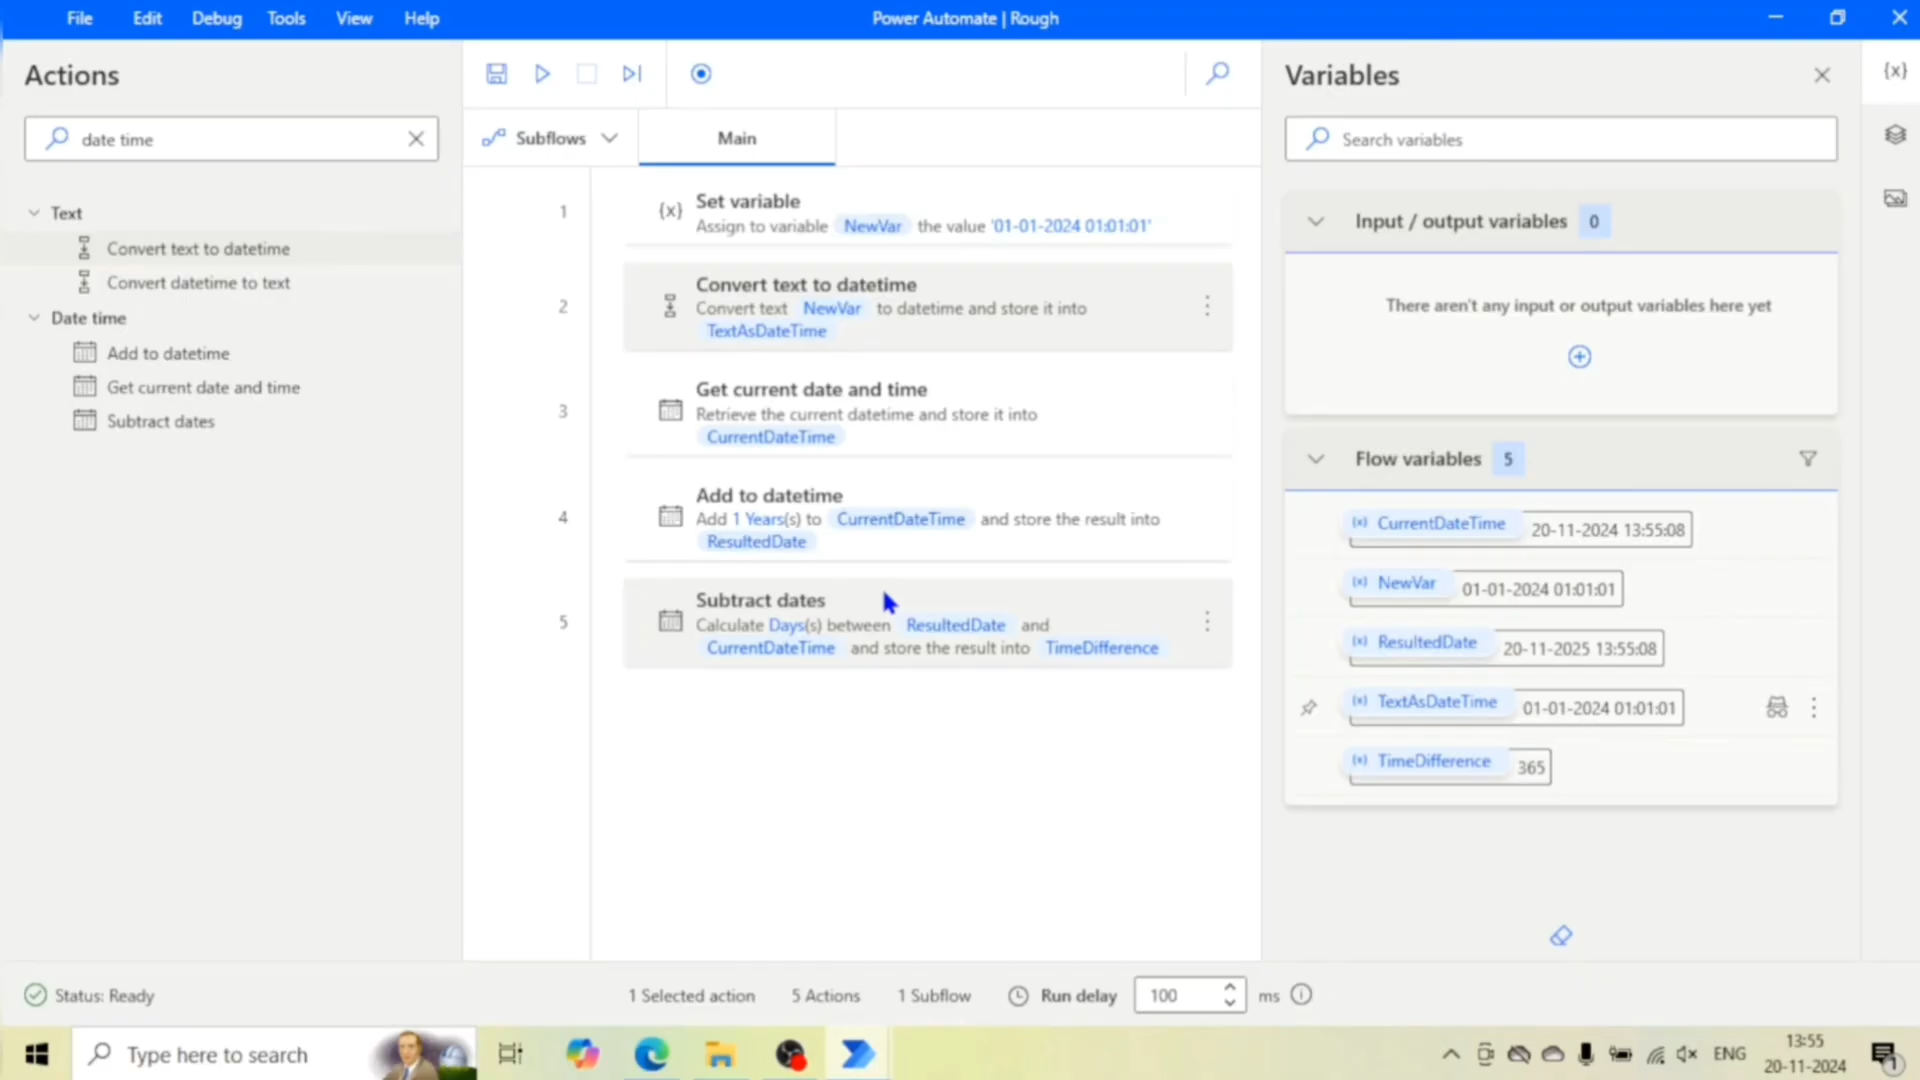 File Edit Debug Tools View Help
Power Automate | Rough
Actions
date time
Text
Convert text to datetime
Convert datetime to text
Date time
Add to datetime
Get current date and time
Subtract dates
Subflows
Main
1
{x} Set variable
Assign to variable NewVar the value '01-01-2024 01:01:01'
2
Convert text to datetime
Convert text NewVar to datetime and store it into
TextAsDateTime
3
Get current date and time
Retrieve the current datetime and store it into
CurrentDateTime
4
Add to datetime
Add 1 Years(s) to CurrentDateTime and store the result into
ResultedDate
5
Subtract dates
Calculate Days(s) between ResultedDate and
CurrentDateTime and store the result into TimeDifference
Variables
{x}
Search variables
Input / output variables 0
There aren't any input or output variables here yet
Flow variables 5
(x) CurrentDateTime 20-11-2024 13:55:08
(x) NewVar 01-01-2024 01:01:01
(x) ResultedDate 20-11-2025 13:55:08
(x) TextAsDateTime 01-01-2024 01:01:01
(x) TimeDifference 365
Status: Ready
1 Selected action 5 Actions 1 Subflow Run delay 100 ms
Type here to search
ENG
13:55
20-11-2024
1